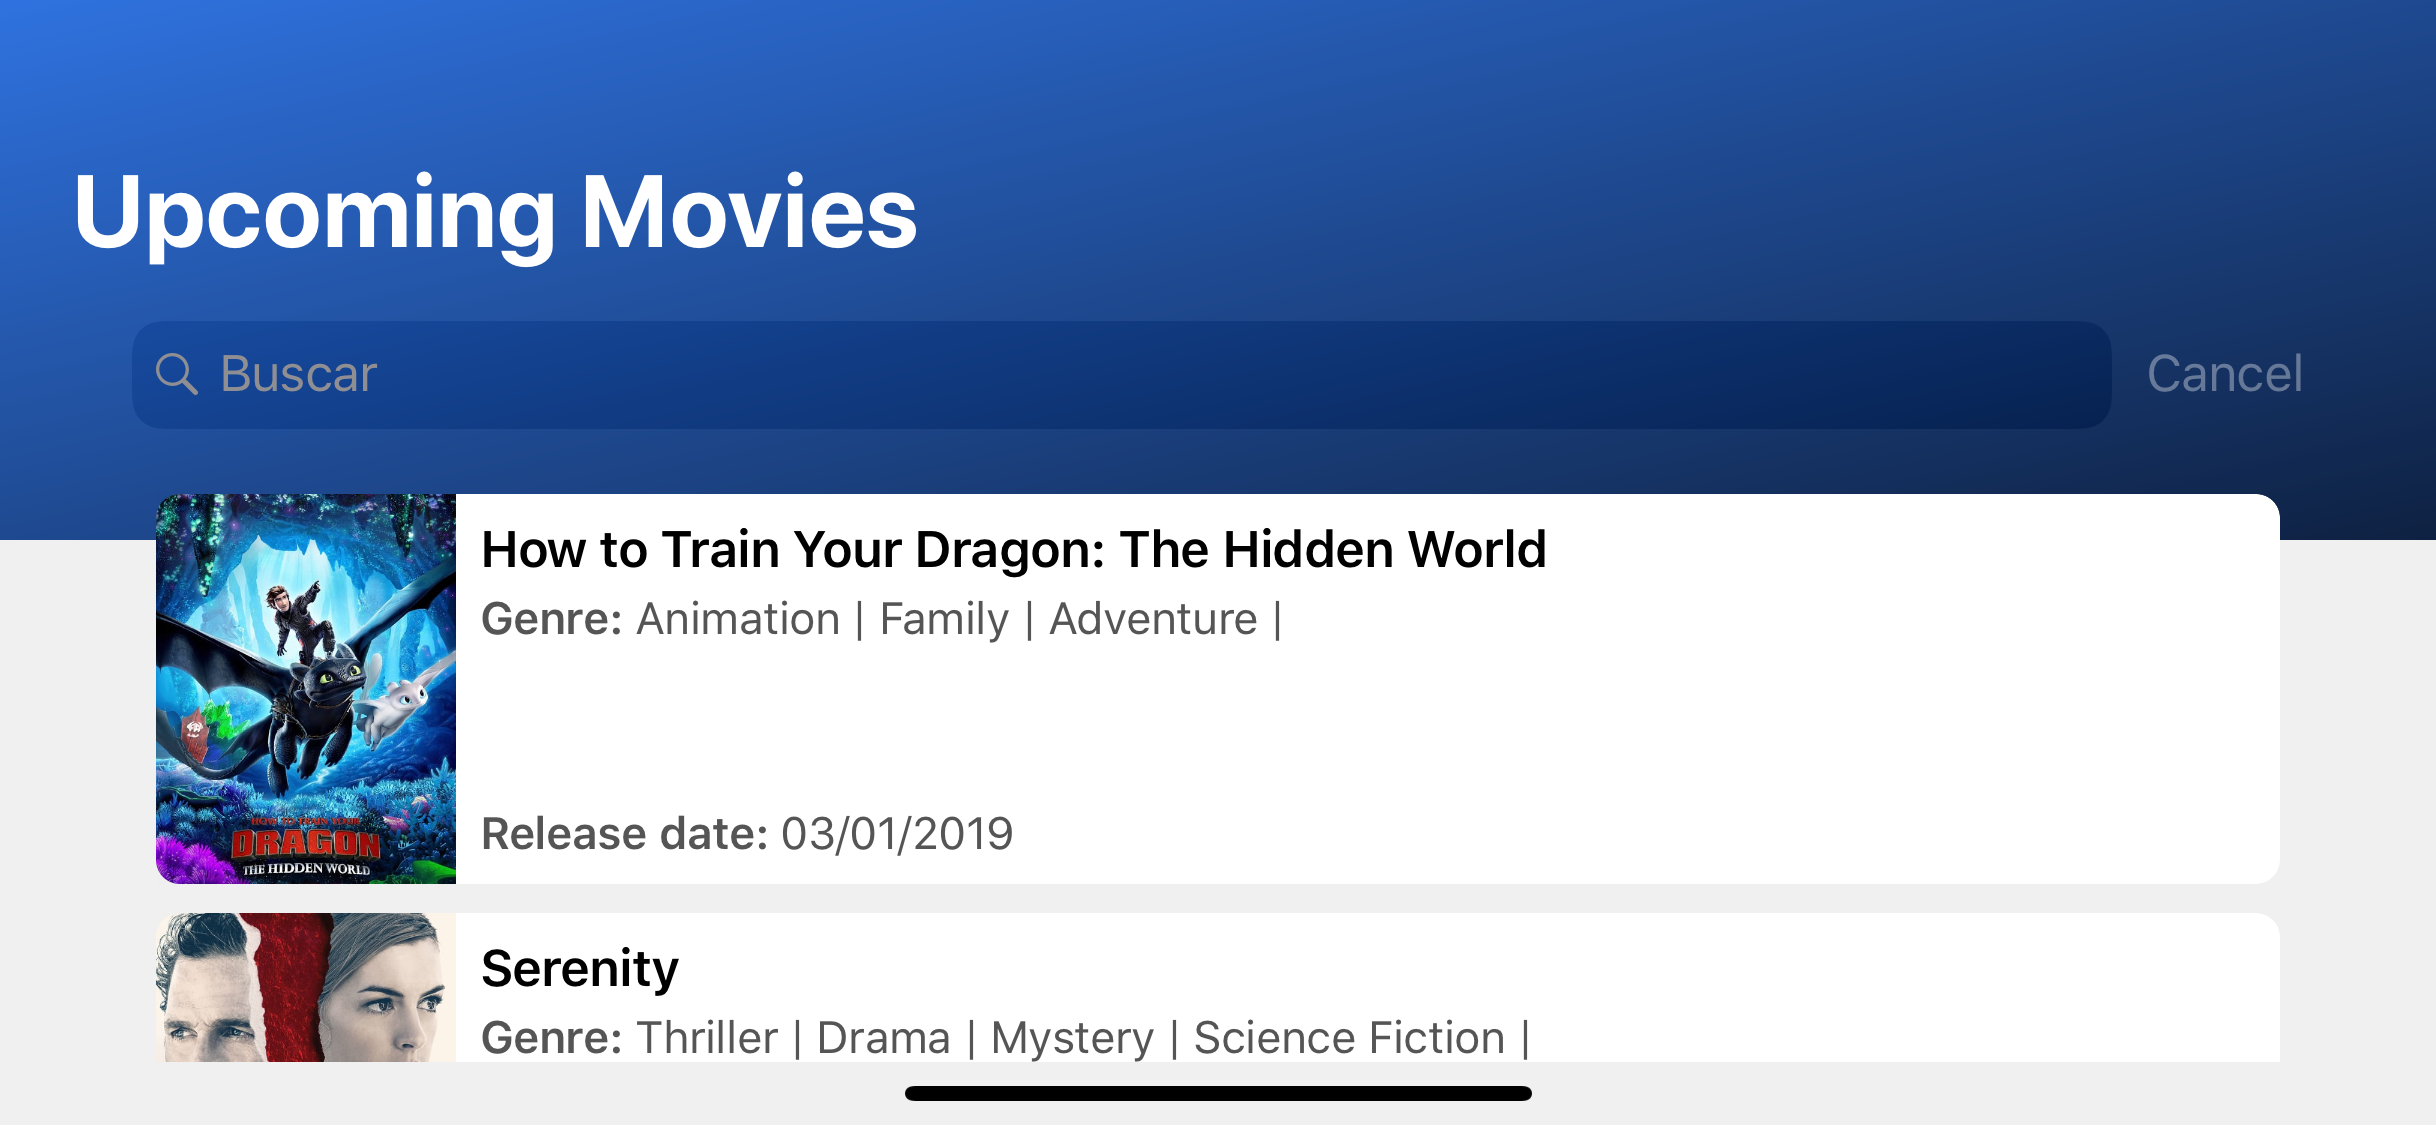 Upcoming Movies
Buscar
Cancel
How to Train Your Dragon: The Hidden World
Genre: Animation | Family | Adventure |
Release date: 03/01/2019
HOW TO TRAIN YOUR
DRAGON
THE HIDDEN WORLD
Serenity
Genre: Thriller | Drama | Mystery | Science Fiction |